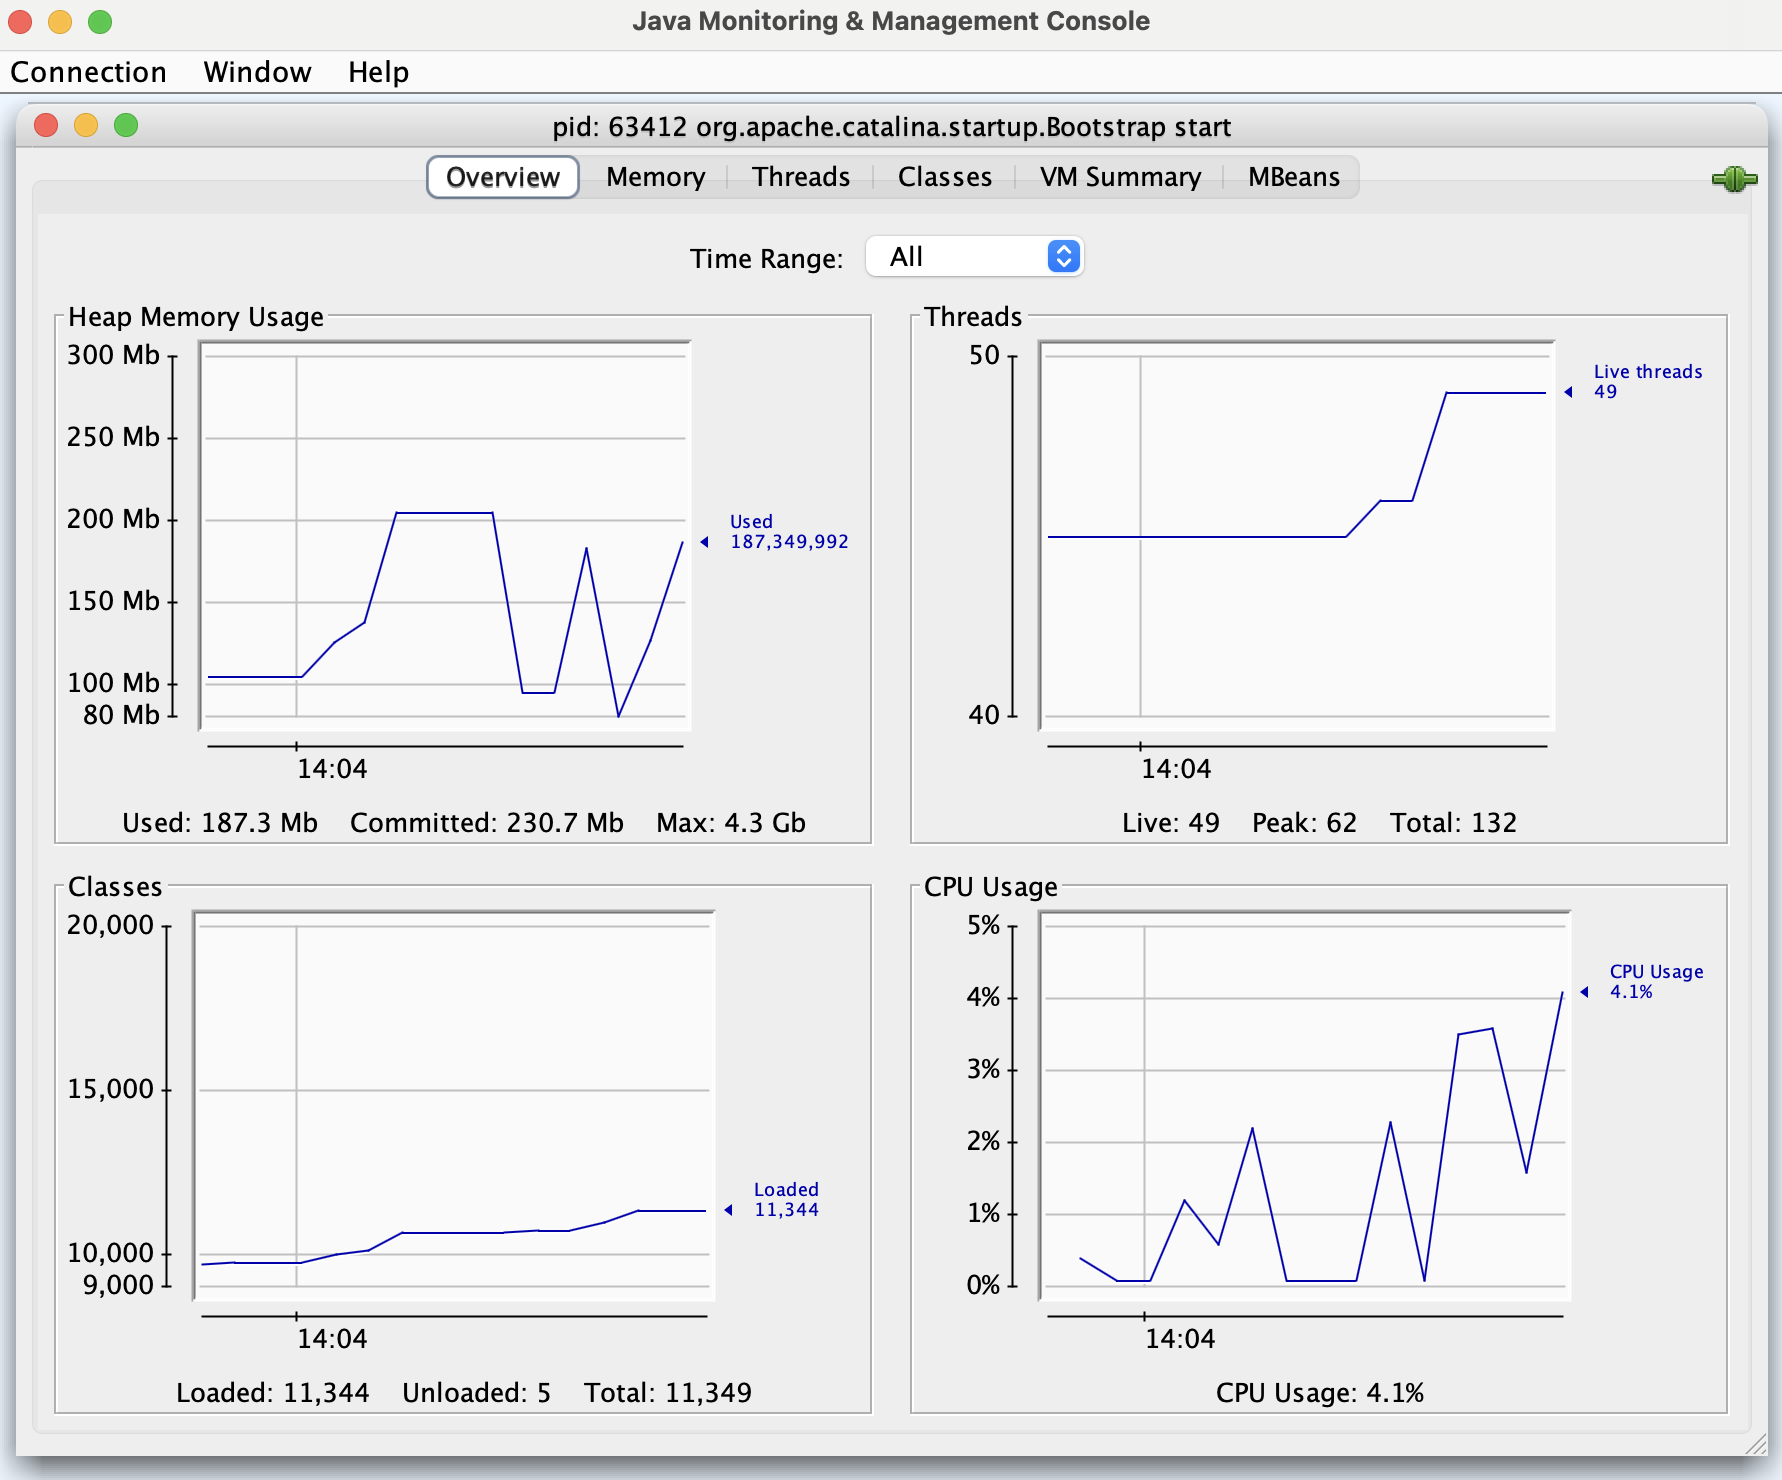 Java Monitoring & Management Console
Connection Window Help
pid: 63412 org.apache.catalina.startup.Bootstrap start
Overview Memory Threads Classes VM Summary MBeans
Time Range: All
Heap Memory Usage
300 Mb
250 Mb
200 Mb
150 Mb
100 Mb
80 Mb
Used
187,349,992
14:04
Used: 187.3 Mb Committed: 230.7 Mb Max: 4.3 Gb
Threads
50
40
Live threads
49
14:04
Live: 49 Peak: 62 Total: 132
Classes
20,000
15,000
10,000
9,000
Loaded
11,344
14:04
Loaded: 11,344 Unloaded: 5 Total: 11,349
CPU Usage
5%
4%
3%
2%
1%
0%
CPU Usage
4.1%
14:04
CPU Usage: 4.1%